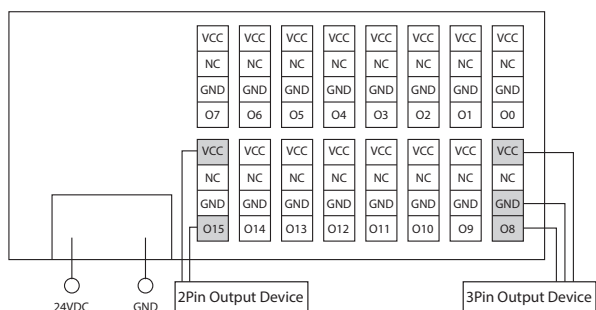 VCC VCC VCC VCC VCC VCC VCC VCC
NC NC NC NC NC NC NC NC
GND GND GND GND GND GND GND GND
O7 O6 O5 O4 O3 O2 O1 O0
VCC VCC VCC VCC VCC VCC VCC VCC
NC NC NC NC NC NC NC NC
GND GND GND GND GND GND GND GND
O15 O14 O13 O12 O11 O10 O9 O8
24VDC GND 2Pin Output Device 3Pin Output Device